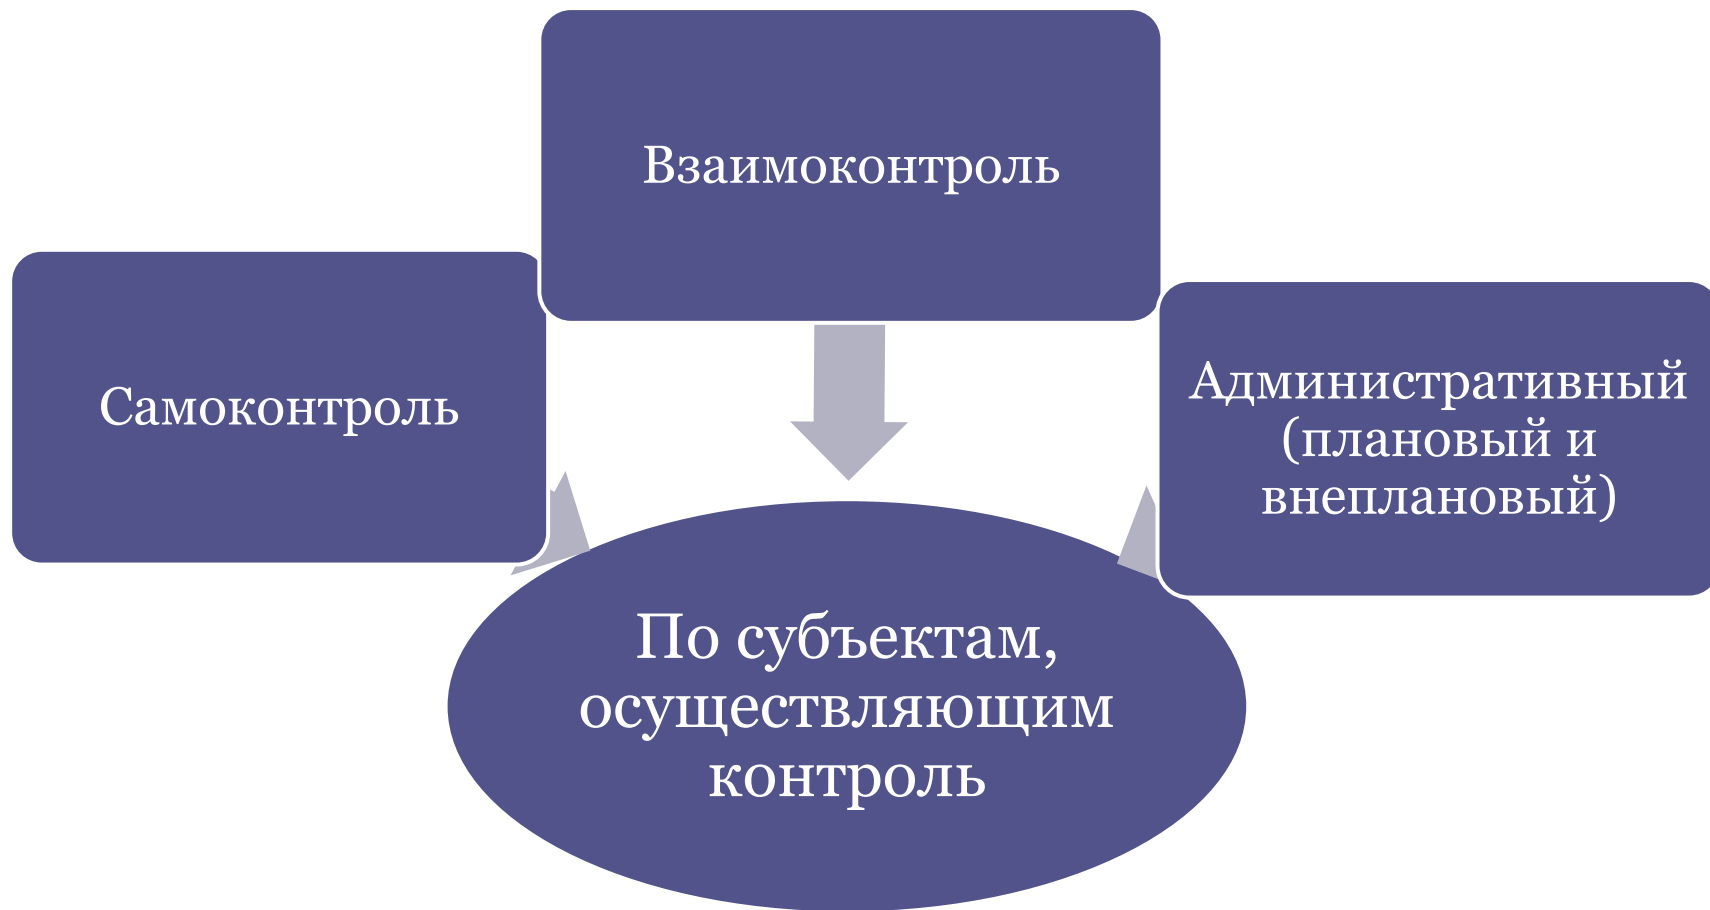 Взаимоконтроль
Самоконтроль
Административный
(плановый и
внеплановый)
По субъектам,
осуществляющим
контроль